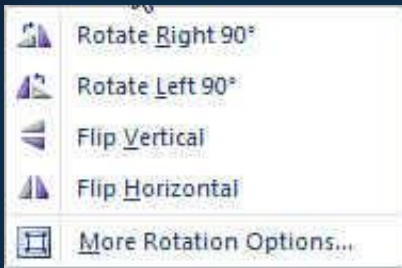 Rotate Right 90°
Rotate Left 90°
Flip Vertical
Flip Horizontal
More Rotation Options...